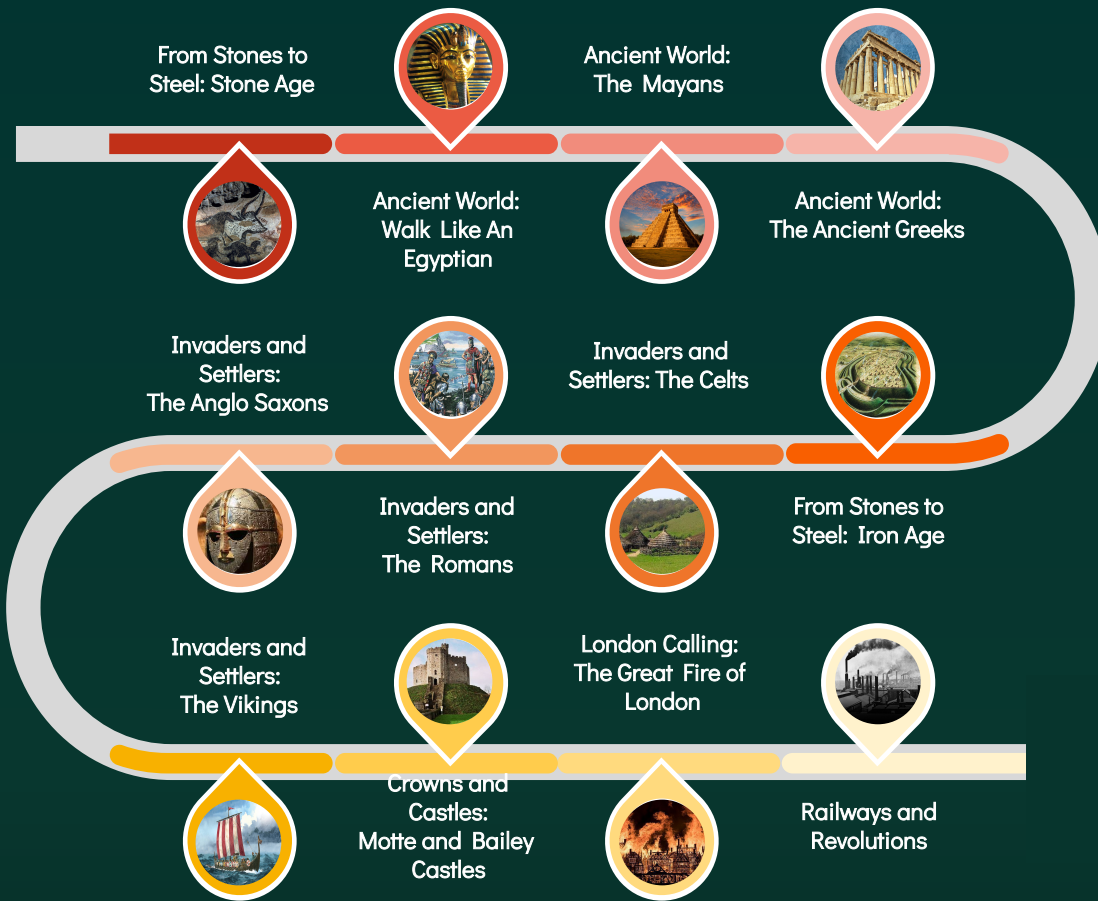 From Stones to
Steel: Stone Age
Ancient World:
Walk Like An
Egyptian
Ancient World:
The Mayans
Ancient World:
The Ancient Greeks
From Stones to
Steel: Iron Age
Invaders and
Settlers: The Celts
Invaders and
Settlers:
The Romans
Invaders and
Settlers:
The Anglo Saxons
Invaders and
Settlers:
The Vikings
Crowns and
Castles:
Motte and Bailey
Castles
London Calling:
The Great Fire of
London
Railways and
Revolutions